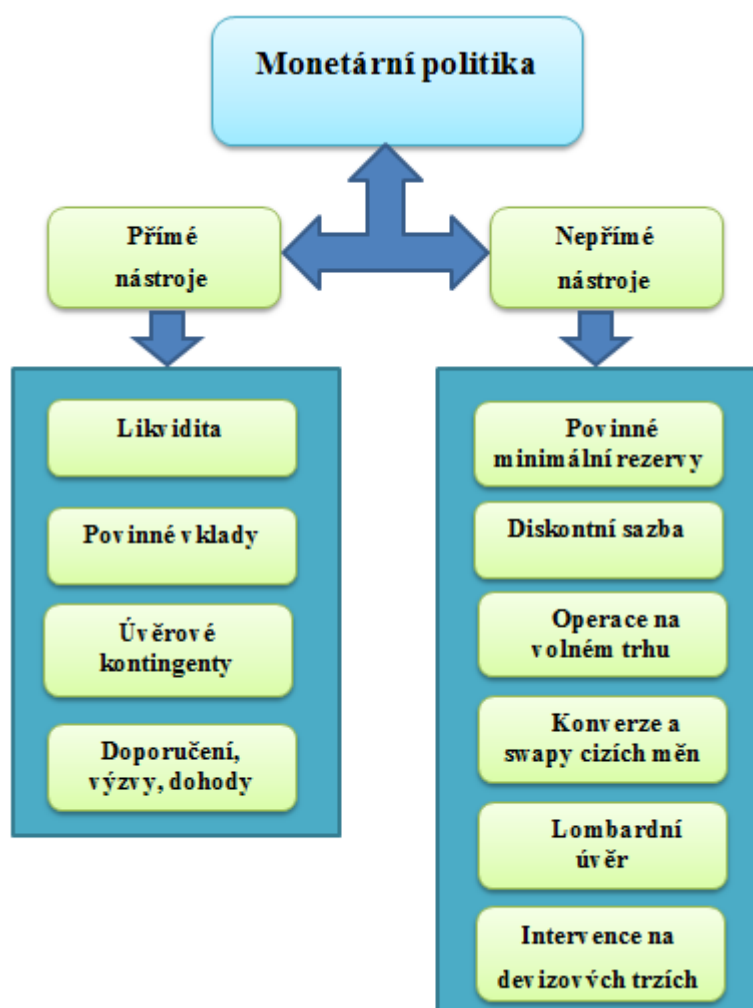 Monetární politika
Přímé
nástroje
Nepřímé
nástroje
Likvidita
Povinné vklady
Úvěrové
kontingenty
Doporučení,
výzvy, dohody
Povinné
minimální rezervy
Diskontní sazba
Operace na
volném trhu
Konverze a
swapy cizích měn
Lombardní
úvěr
Intervence na
devizových trzích